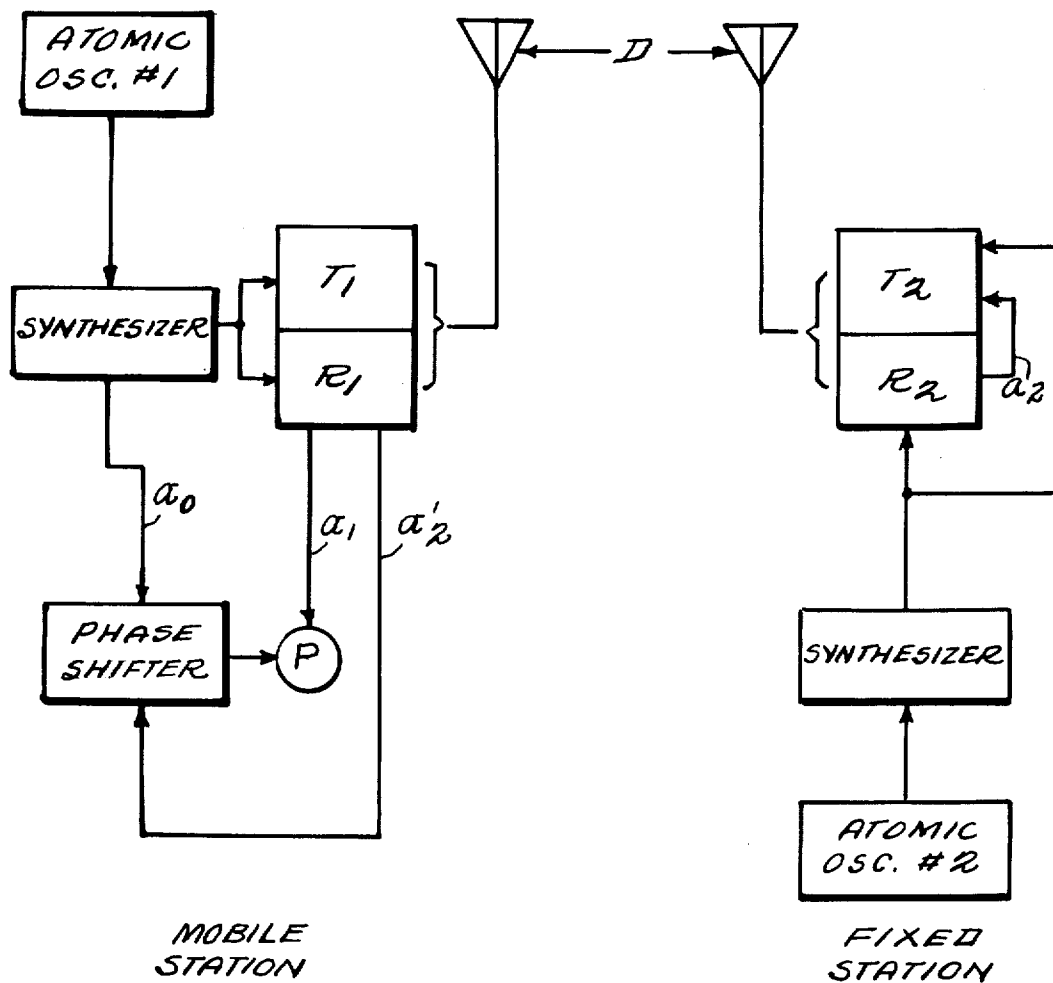 ATOMIC
OSC. #1
D
SYNTHESIZER
T1
R1
T2
R2
a2
a0
a1
a'2
PHASE
SHIFTER
P
SYNTHESIZER
ATOMIC
OSC. #2
MOBILE
STATION
FIXED
STATION